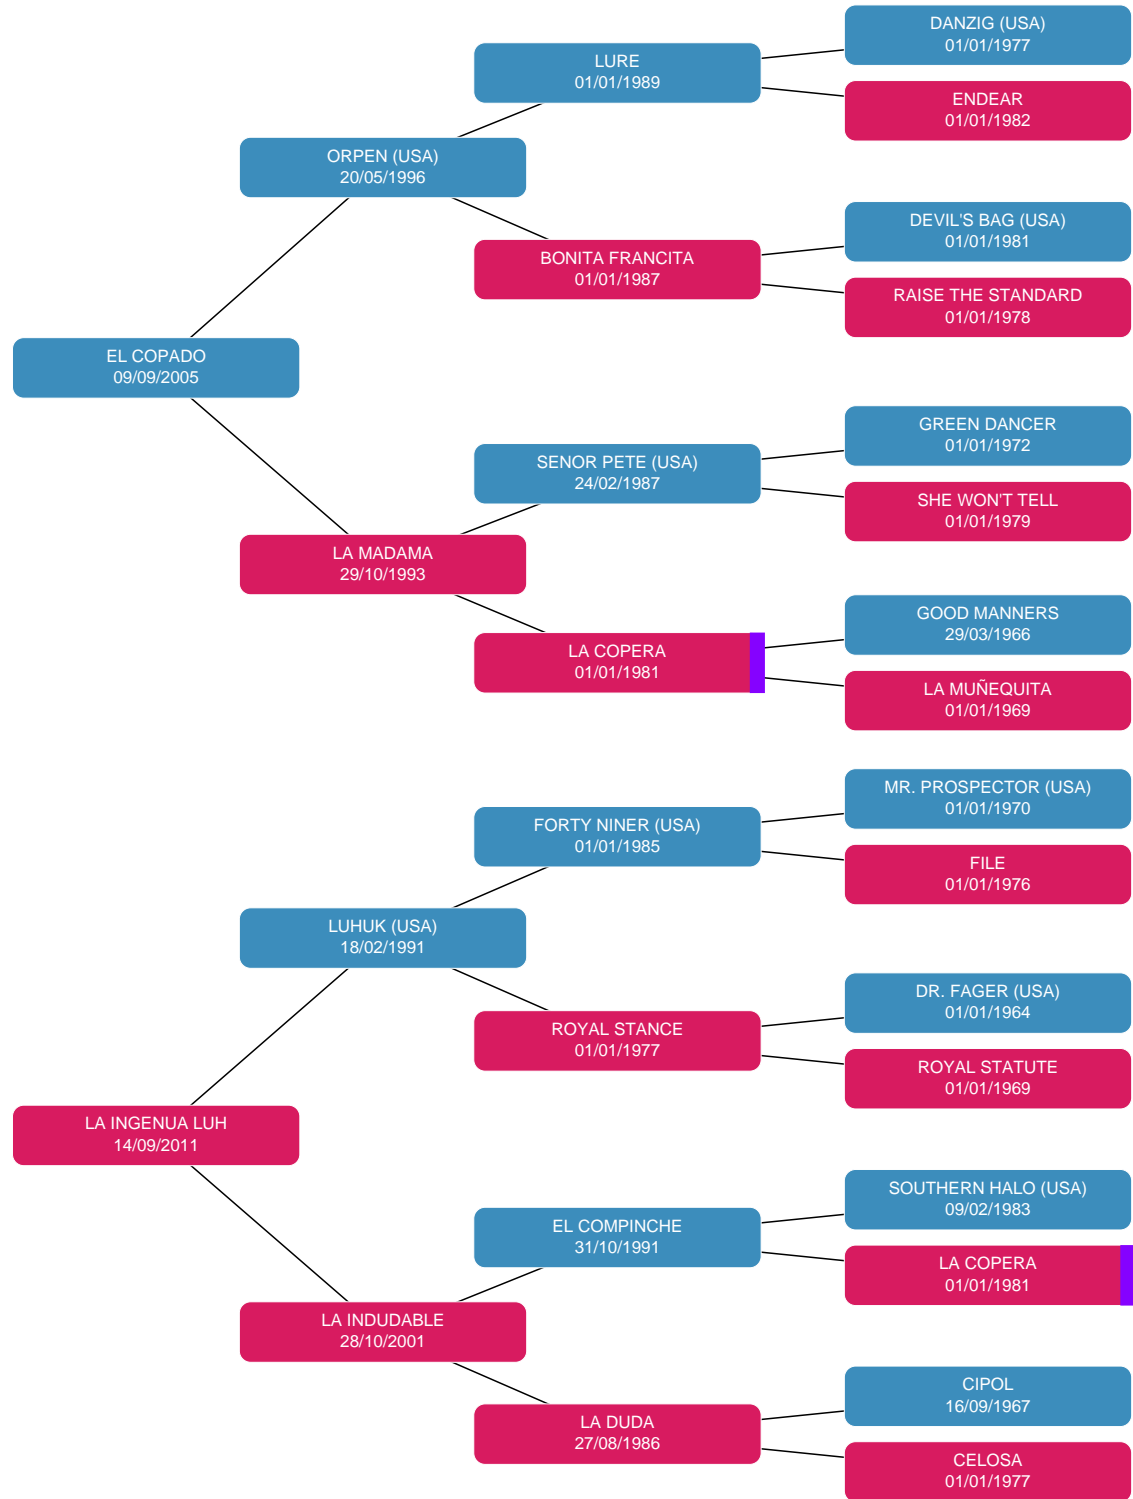 DANZIG (USA)
01/01/1977
LURE
01/01/1989
ENDEAR
01/01/1982
ORPEN (USA)
20/05/1996
DEVIL'S BAG (USA)
01/01/1981
BONITA FRANCITA
01/01/1987
RAISE THE STANDARD
01/01/1978
EL COPADO
09/09/2005
GREEN DANCER
01/01/1972
SENOR PETE (USA)
24/02/1987
SHE WON'T TELL
01/01/1979
LA MADAMA
29/10/1993
GOOD MANNERS
29/03/1966
LA COPERA
01/01/1981
LA MUÑEQUITA
01/01/1969
MR. PROSPECTOR (USA)
01/01/1970
FORTY NINER (USA)
01/01/1985
FILE
01/01/1976
LUHUK (USA)
18/02/1991
DR. FAGER (USA)
01/01/1964
ROYAL STANCE
01/01/1977
ROYAL STATUTE
01/01/1969
LA INGENUA LUH
14/09/2011
SOUTHERN HALO (USA)
09/02/1983
EL COMPINCHE
31/10/1991
LA COPERA
01/01/1981
LA INDUDABLE
28/10/2001
CIPOL
16/09/1967
LA DUDA
27/08/1986
CELOSA
01/01/1977